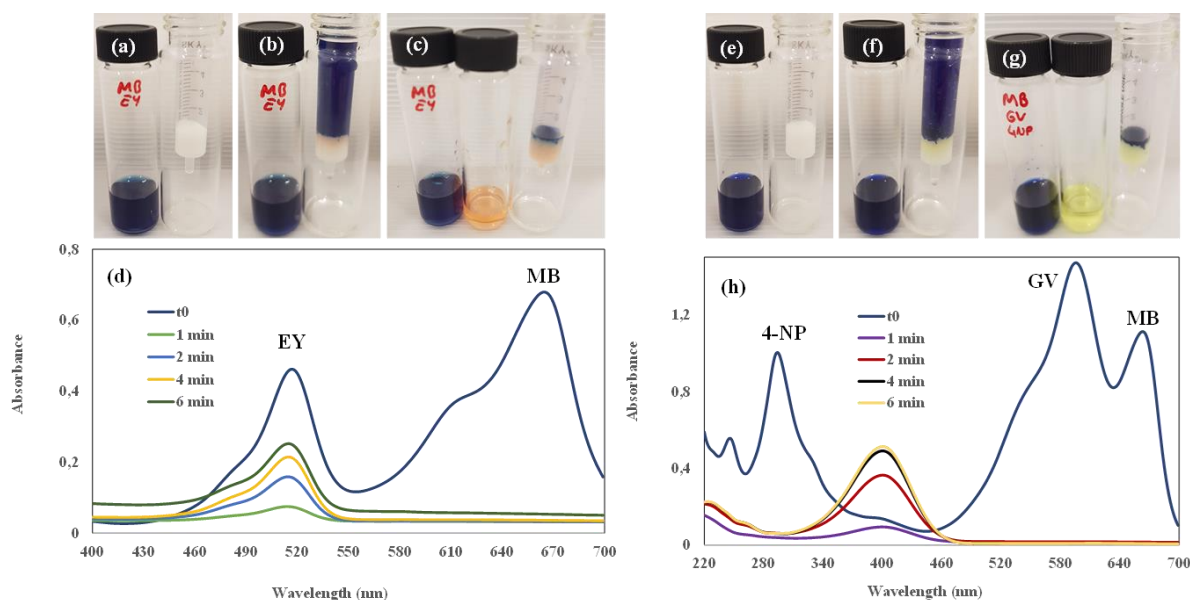 (a)
(b)
(c)
(e)
(f)
(g)
MB
EY
MB
EY
MB
EY
MB
GV
4NP
(d)
0,8
0,6
0,4
0,2
0
t0
1 min
2 min
4 min
6 min
EY
MB
400 430 460 490 520 550 580 610 640 670 700
Wavelength (nm)
Absorbance
(h)
1,2
0,8
0,4
0
t0
1 min
2 min
4 min
6 min
4-NP
GV
MB
220 280 340 400 460 520 580 640 700
Wavelength (nm)
Absorbance